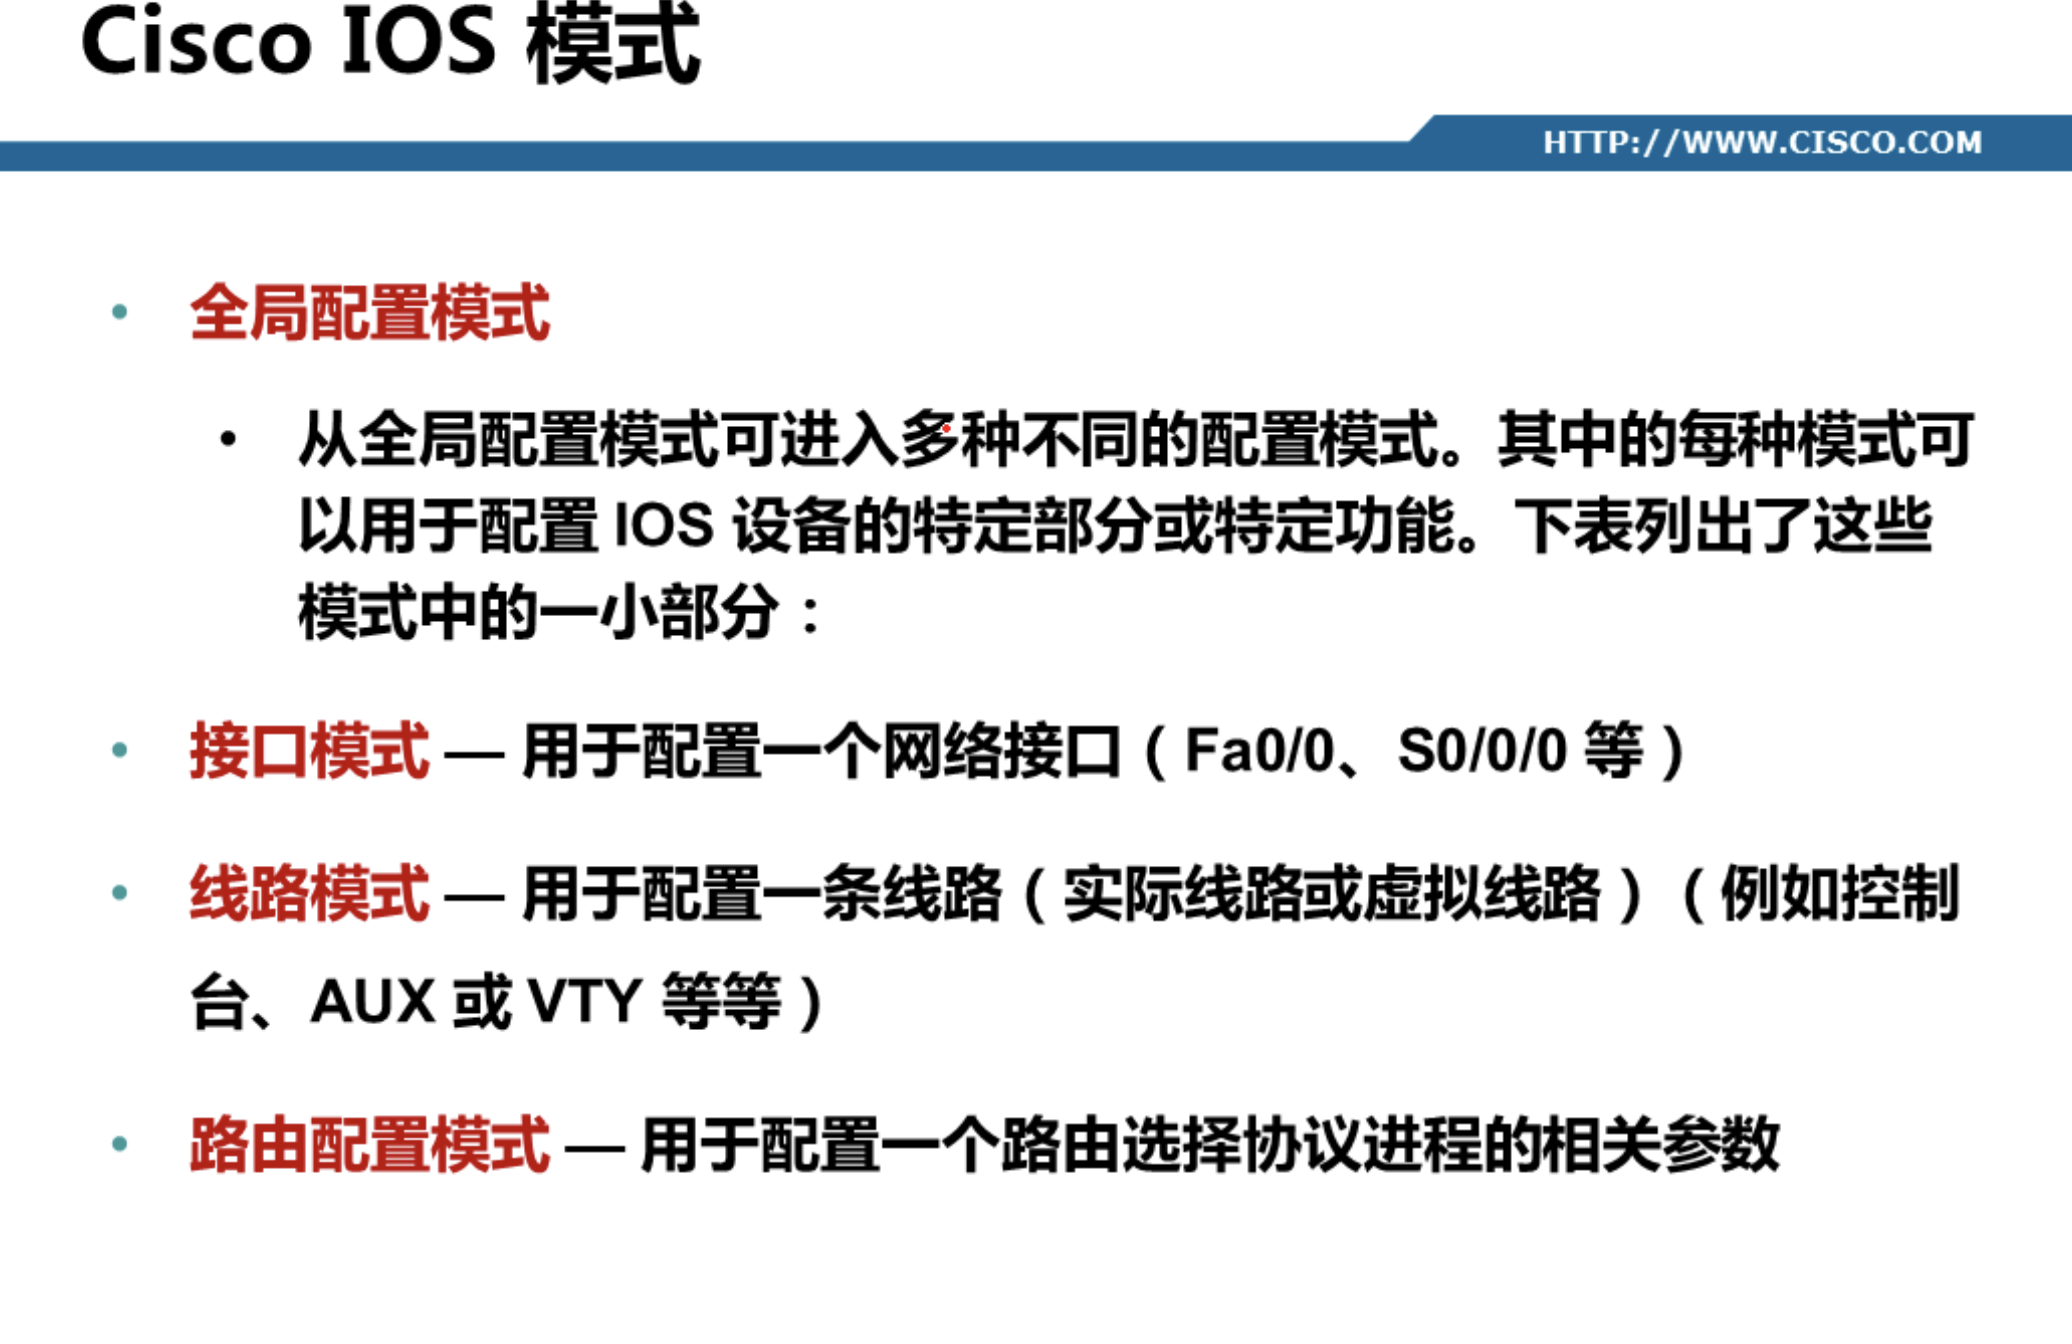 Cisco IOS 模式
HTTP://WWW.CISCO.COM
• 全局配置模式
• 从全局配置模式可进入多种不同的配置模式。其中的每种模式可
以用于配置 IOS 设备的特定部分或特定功能。下表列出了这些
模式中的一小部分：
• 接口模式 — 用于配置一个网络接口（Fa0/0、S0/0/0 等）
• 线路模式 — 用于配置一条线路（实际线路或虚拟线路）（例如控制
台、AUX 或 VTY 等等）
• 路由配置模式 — 用于配置一个路由选择协议进程的相关参数